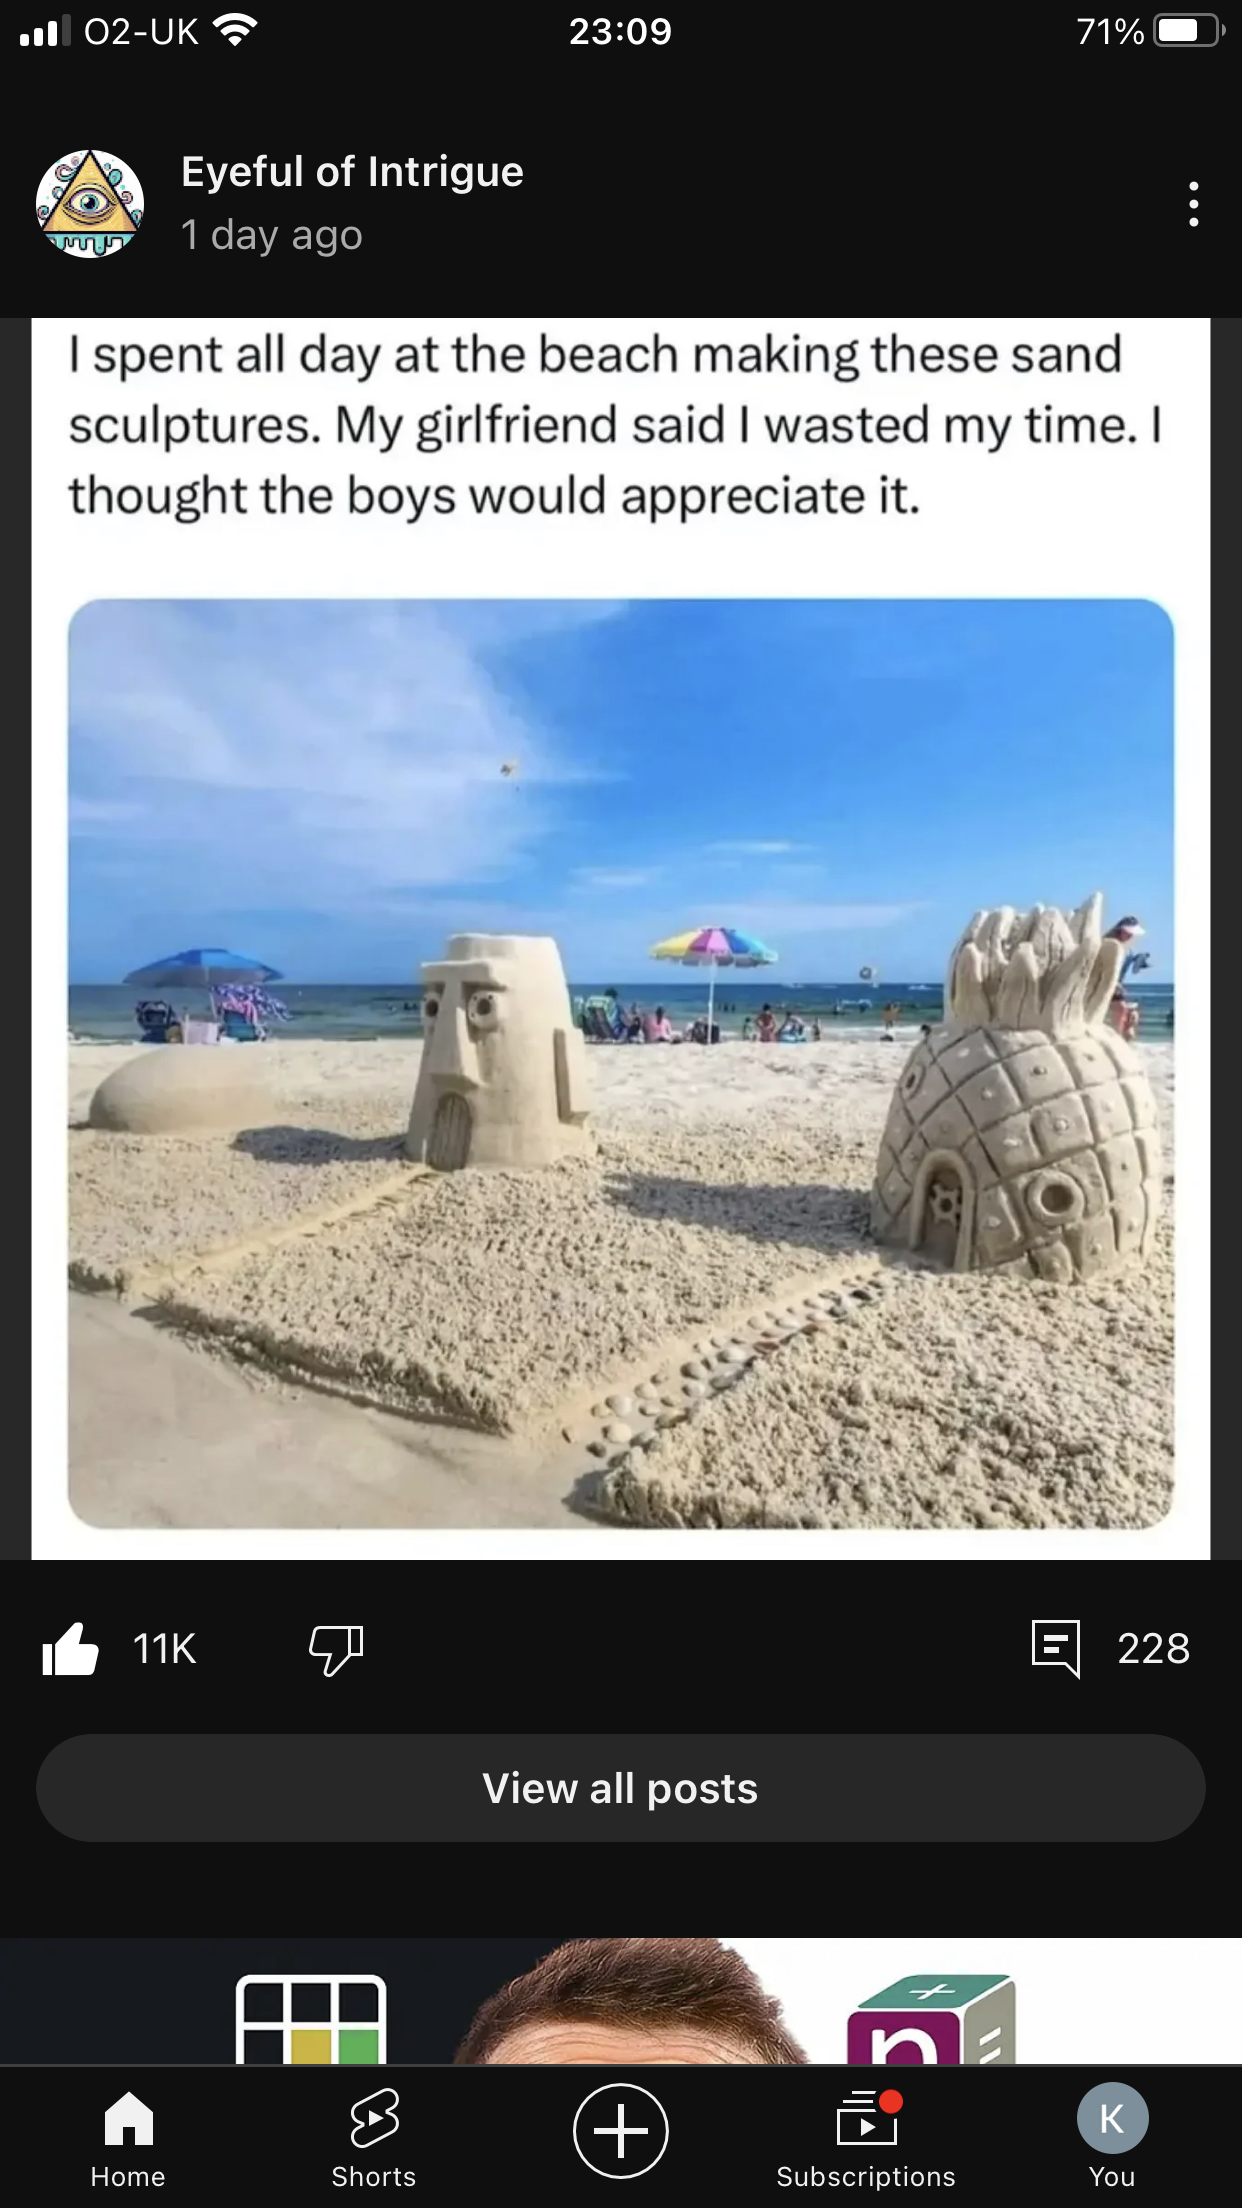 O2-UK 23:09 71%
Eyeful of Intrigue
1 day ago
I spent all day at the beach making these sand
sculptures. My girlfriend said I wasted my time. I
thought the boys would appreciate it.
11K 228
View all posts
n
Home Shorts Subscriptions You
K